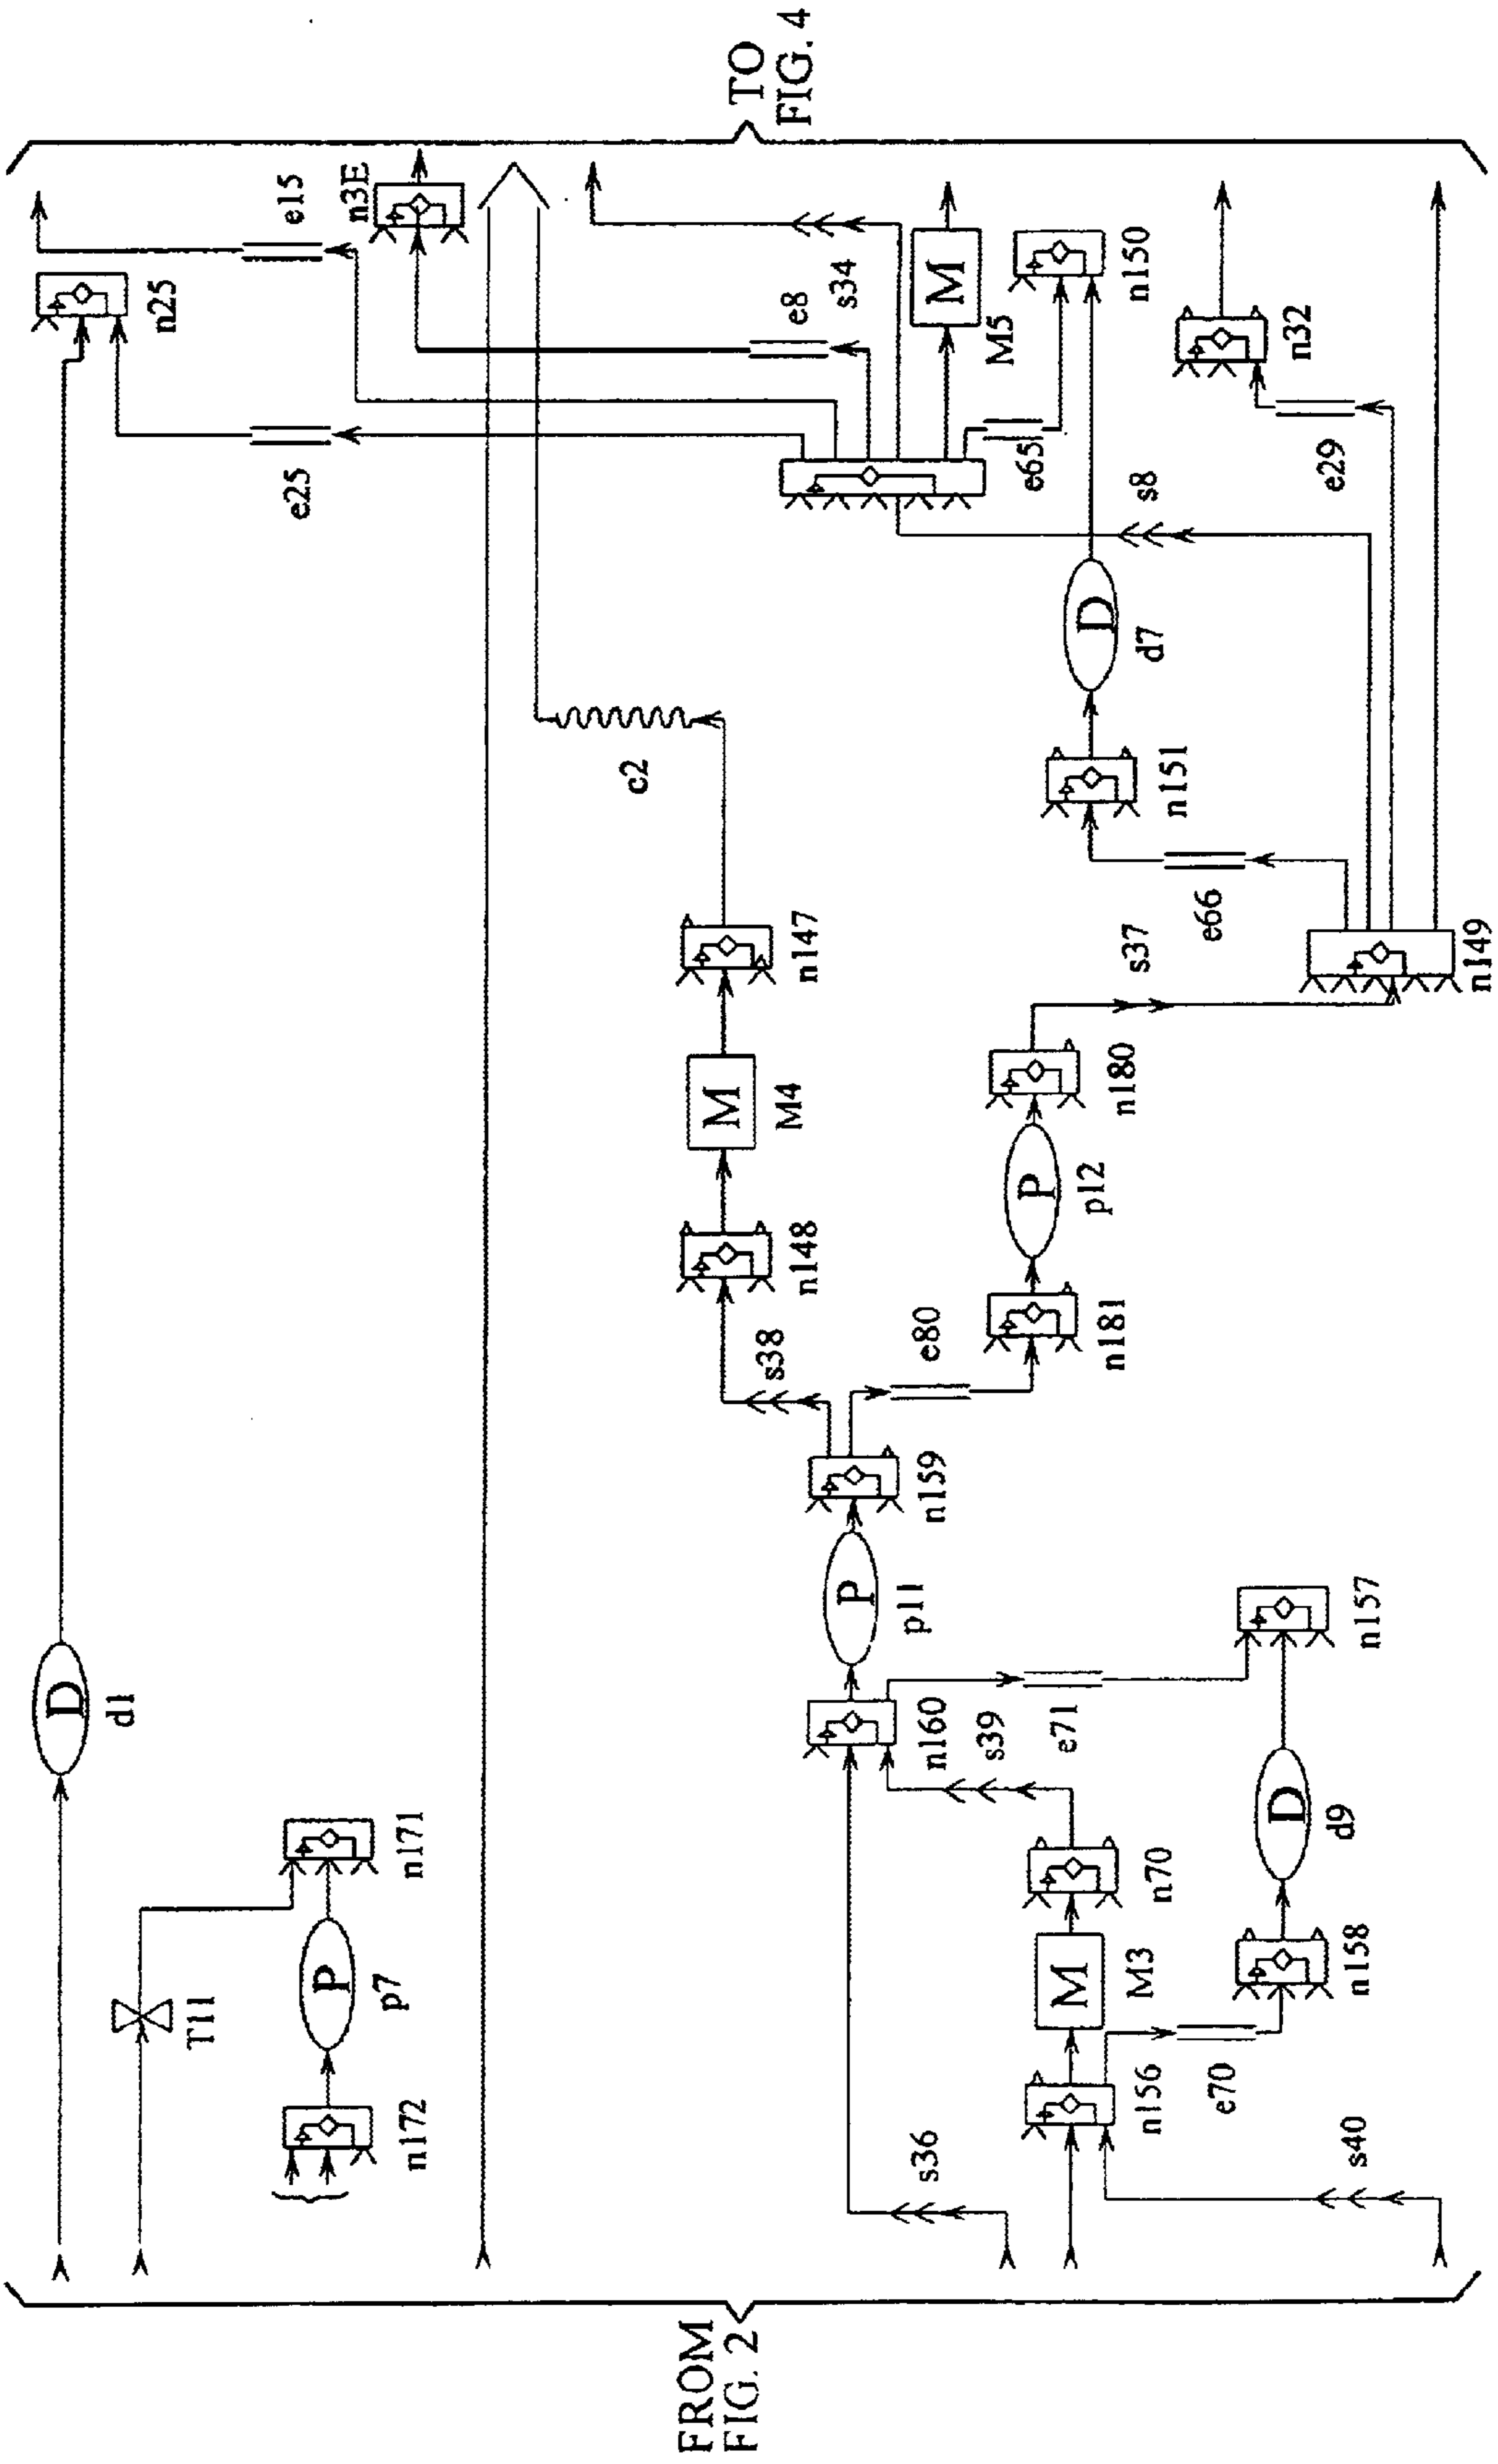 FROM
FIG. 2
TO
FIG. 4
D
d1
T11
n172
P
p7
n171
n25
e25
e15
n3E
e8
s34
M
M5
e65
n150
c2
n148
M
M4
n147
s38
n159
e80
n181
P
p12
n180
s37
n149
e66
n151
D
d7
s8
e29
n32
s36
n160
P
p11
s39
e71
n157
n156
M
M3
n70
e70
n158
D
d9
s40